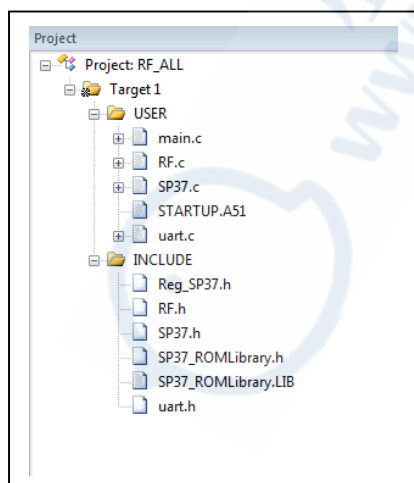 Project
Project: RF_ALL
Target 1
USER
main.c
RF.c
SP37.c
STARTUP.A51
uart.c
INCLUDE
Reg_SP37.h
RF.h
SP37.h
SP37_ROMLibrary.h
SP37_ROMLibrary.LIB
uart.h